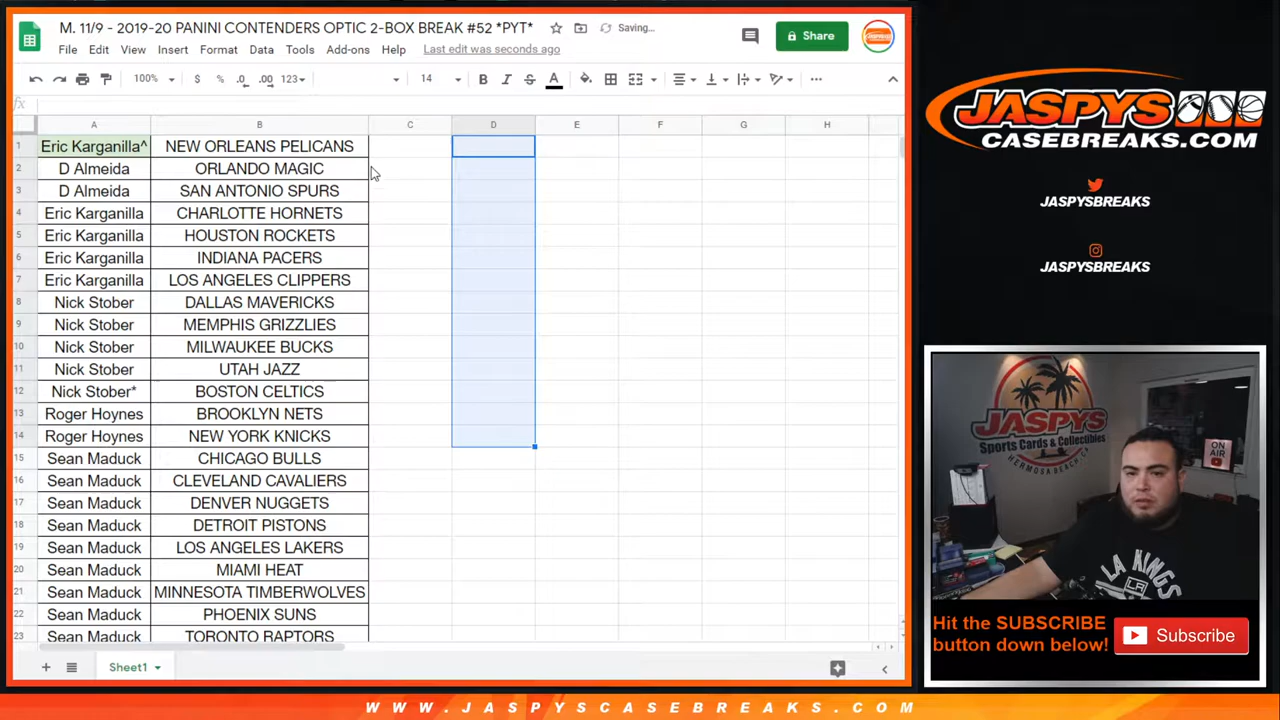 M. 11/9 - 2019-20 PANINI CONTENDERS OPTIC 2-BOX BREAK #52 *PYT*
Saving...
File Edit View Insert Format Data Tools Add-ons Help Last edit was seconds ago
Share
100% $ % .0 .00 123 14 B I S A
fx
A B C D E F G H
1 Eric Karganilla^ NEW ORLEANS PELICANS
2 D Almeida ORLANDO MAGIC
3 D Almeida SAN ANTONIO SPURS
4 Eric Karganilla CHARLOTTE HORNETS
5 Eric Karganilla HOUSTON ROCKETS
6 Eric Karganilla INDIANA PACERS
7 Eric Karganilla LOS ANGELES CLIPPERS
8 Nick Stober DALLAS MAVERICKS
9 Nick Stober MEMPHIS GRIZZLIES
10 Nick Stober MILWAUKEE BUCKS
11 Nick Stober UTAH JAZZ
12 Nick Stober* BOSTON CELTICS
13 Roger Hoynes BROOKLYN NETS
14 Roger Hoynes NEW YORK KNICKS
15 Sean Maduck CHICAGO BULLS
16 Sean Maduck CLEVELAND CAVALIERS
17 Sean Maduck DENVER NUGGETS
18 Sean Maduck DETROIT PISTONS
19 Sean Maduck LOS ANGELES LAKERS
20 Sean Maduck MIAMI HEAT
21 Sean Maduck MINNESOTA TIMBERWOLVES
22 Sean Maduck PHOENIX SUNS
23 Sean Maduck TORONTO RAPTORS
Sheet1
JASPYS
CASEBREAKS.COM
JASPYSBREAKS
JASPYSBREAKS
JASPYS
Sports Cards & Collectibles
HERMOSA BEACH, CA
ON AIR
LA KINGS
LA
Hit the SUBSCRIBE
button down below!
Subscribe
WWW.JASPYSCASEBREAKS.COM